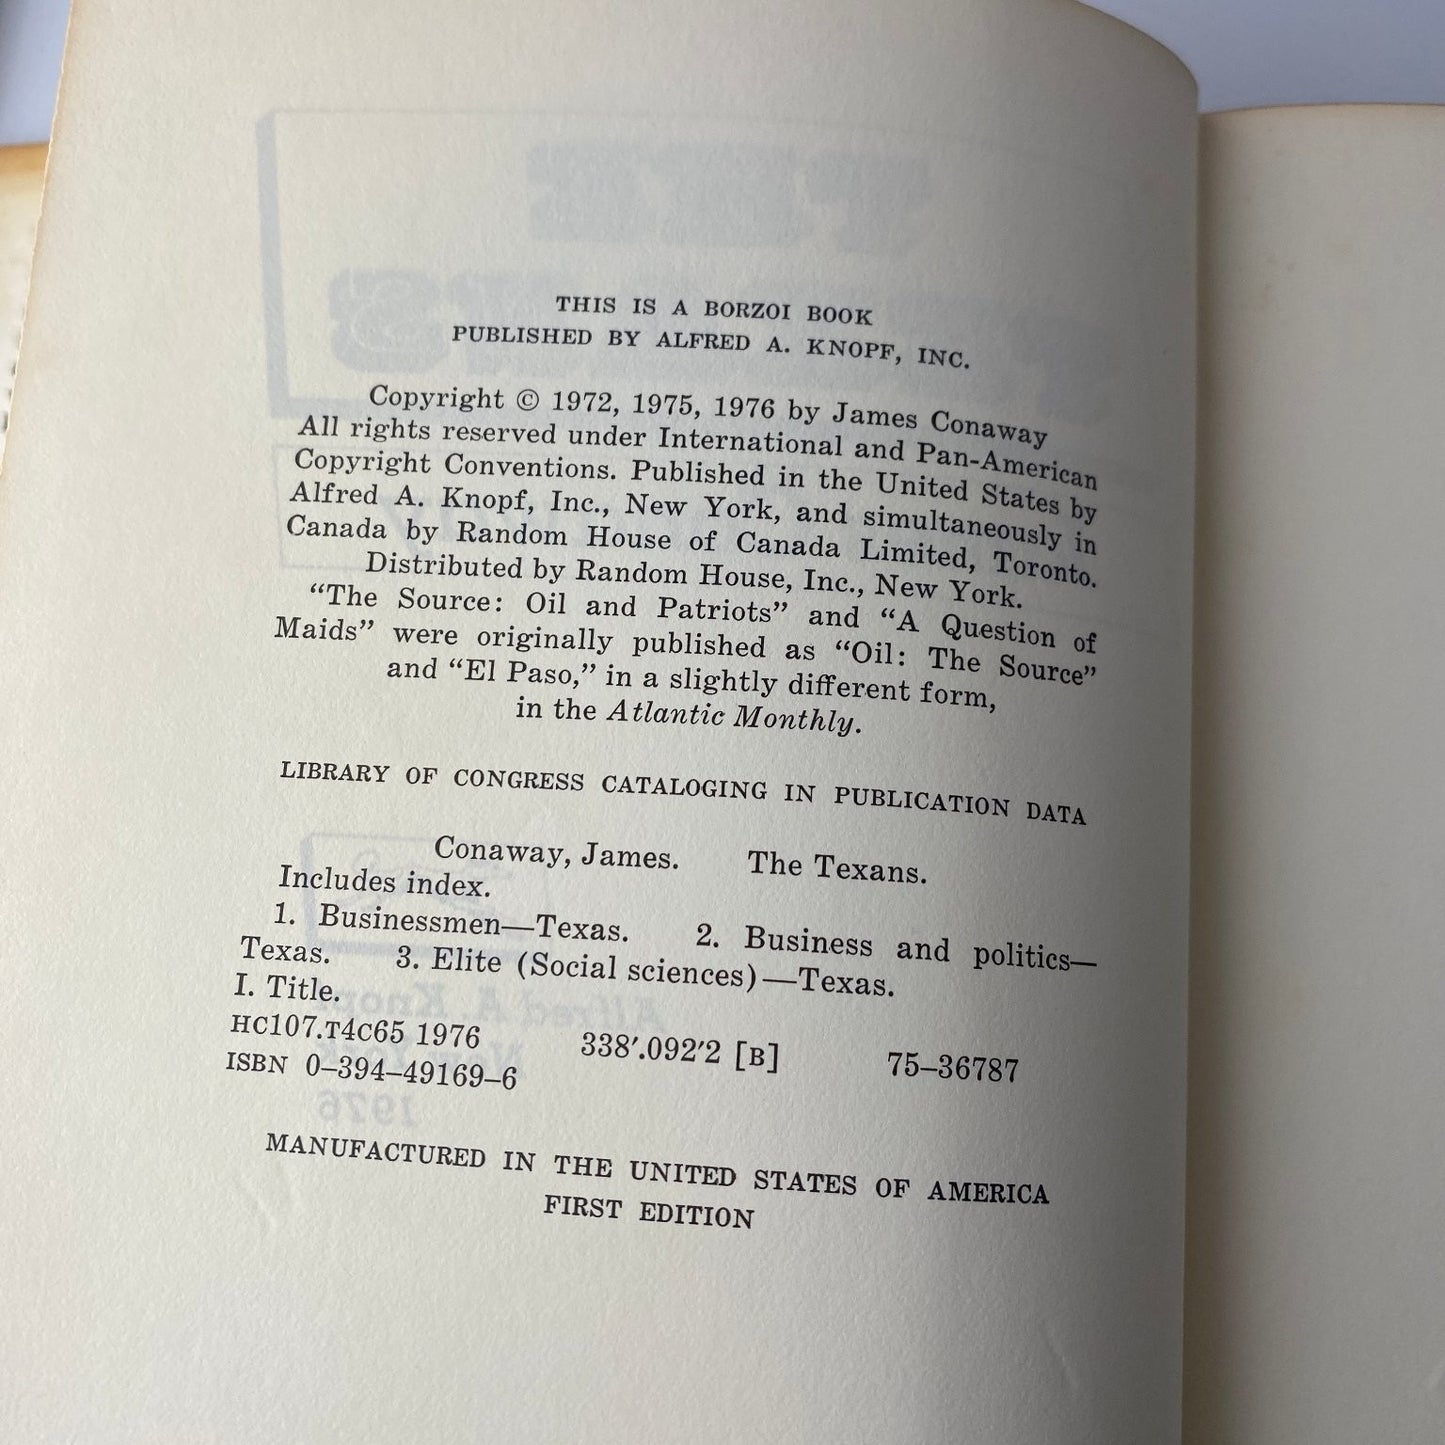 THIS IS A BORZOI BOOK
PUBLISHED BY ALFRED A. KNOPF, INC.
Copyright © 1972, 1975, 1976 by James Conaway
All rights reserved under International and Pan-American
Copyright Conventions. Published in the United States by
Alfred A. Knopf, Inc., New York, and simultaneously in
Canada by Random House of Canada Limited, Toronto.
Distributed by Random House, Inc., New York.
“The Source: Oil and Patriots” and “A Question of
Maids” were originally published as “Oil: The Source”
and “El Paso,” in a slightly different form,
in the Atlantic Monthly.
LIBRARY OF CONGRESS CATALOGING IN PUBLICATION DATA
Conaway, James. The Texans.
Includes index.
1. Businessmen—Texas. 2. Business and politics—
Texas. 3. Elite (Social sciences)—Texas.
I. Title.
HC107.T4C65 1976 338′.092′2 [B] 75–36787
ISBN 0–394–49169–6
MANUFACTURED IN THE UNITED STATES OF AMERICA
FIRST EDITION